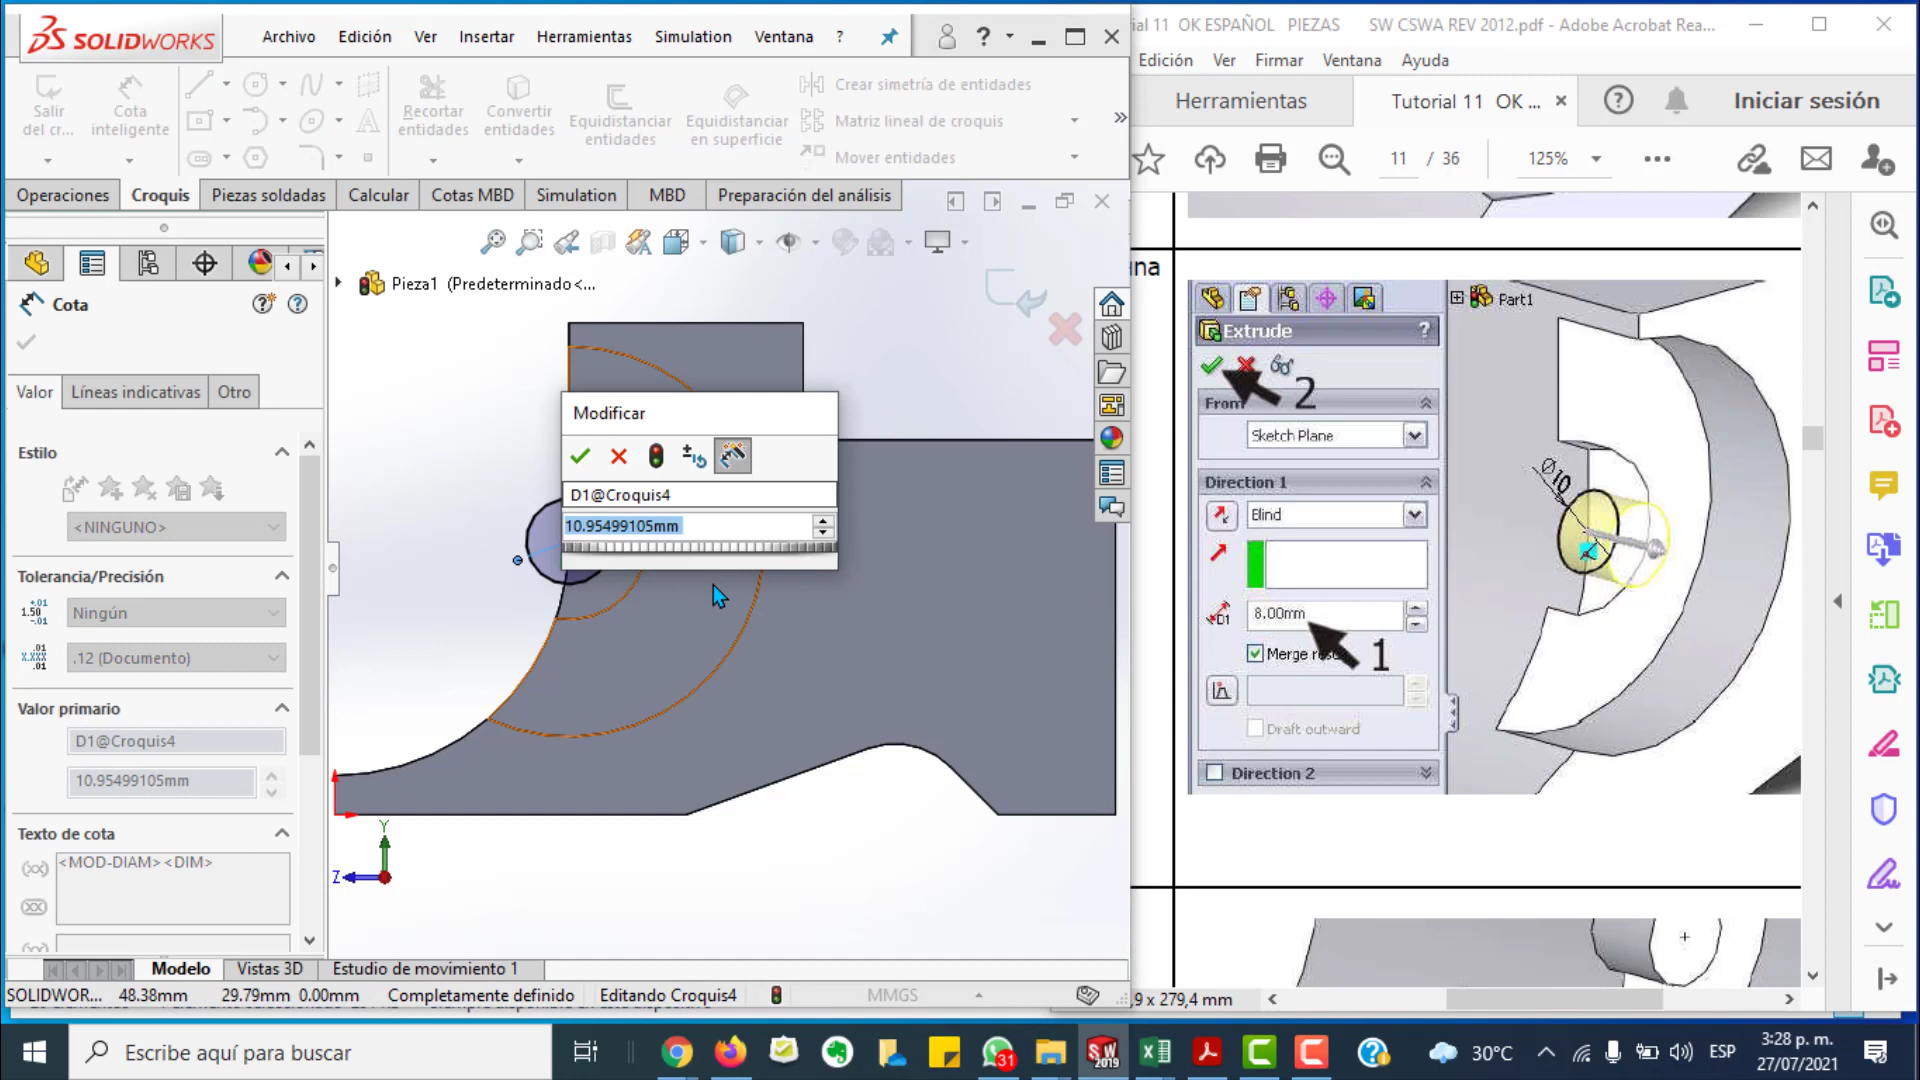 SOLIDWORKS
Archivo Edición Ver Insertar Herramientas Simulation Ventana ?
Salir
del cr...
Cota
inteligente
Recortar
entidades
Convertir
entidades
Equidistanciar
entidades
Equidistanciar
en superficie
Crear simetría de entidades
Matriz lineal de croquis
Mover entidades
Operaciones Croquis Piezas soldadas Calcular Cotas MBD Simulation MBD Preparación del análisis
Pieza1 (Predeterminado<...
Cota
Valor Líneas indicativas Otro
Estilo
<NINGUNO>
Tolerancia/Precisión
Ningún
.12 (Documento)
Valor primario
D1@Croquis4
10.95499105mm
Texto de cota
<MOD-DIAM><DIM>
Modificar
D1@Croquis4
10.95499105mm
Y
Z
Modelo Vistas 3D Estudio de movimiento 1
SOLIDWOR... 48.38mm 29.79mm 0.00mm Completamente definido Editando Croquis4 MMGS
ial 11 OK ESPAÑOL PIEZAS SW CSWA REV 2012.pdf - Adobe Acrobat Rea...
Edición Ver Firmar Ventana Ayuda
Herramientas Tutorial 11 OK ... Iniciar sesión
11 / 36 125%
na
Part1
Extrude ?
2
From
Sketch Plane
Direction 1
Blind
D1
8.00mm
Merge res
1
Draft outward
Direction 2
Ø10
,9 x 279,4 mm
Escribe aquí para buscar
31
SW
2019
30°C
ESP
3:28 p. m.
27/07/2021